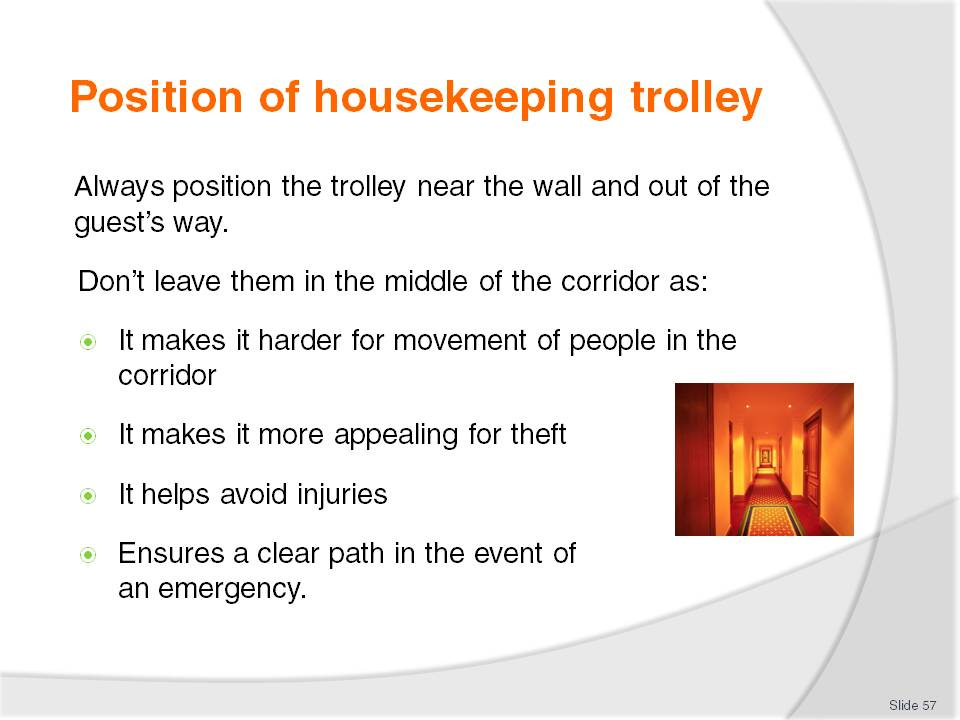 Position of housekeeping trolley
Always position the trolley near the wall and out of the
guest’s way.
Don’t leave them in the middle of the corridor as:
It makes it harder for movement of people in the
corridor
It makes it more appealing for theft
It helps avoid injuries
Ensures a clear path in the event of
an emergency.
Slide 57